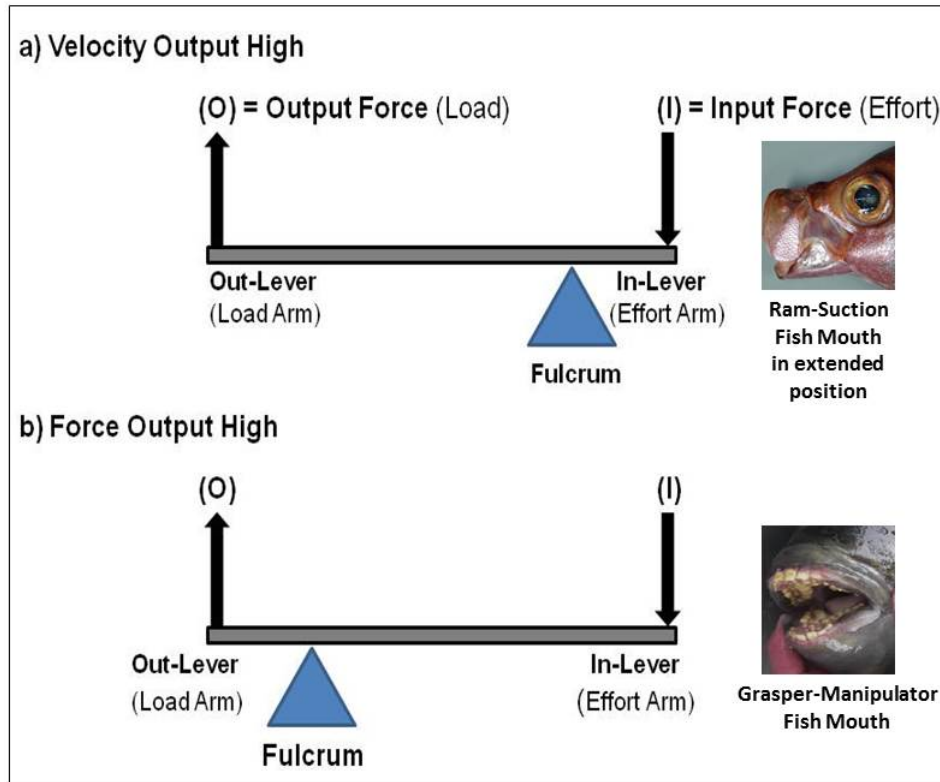 a) Velocity Output High
(O) = Output Force (Load)
(I) = Input Force (Effort)
Out-Lever
(Load Arm)
In-Lever
(Effort Arm)
Fulcrum
Ram-Suction
Fish Mouth
in extended
position
b) Force Output High
(O)
(I)
Out-Lever
(Load Arm)
In-Lever
(Effort Arm)
Fulcrum
Grasper-Manipulator
Fish Mouth